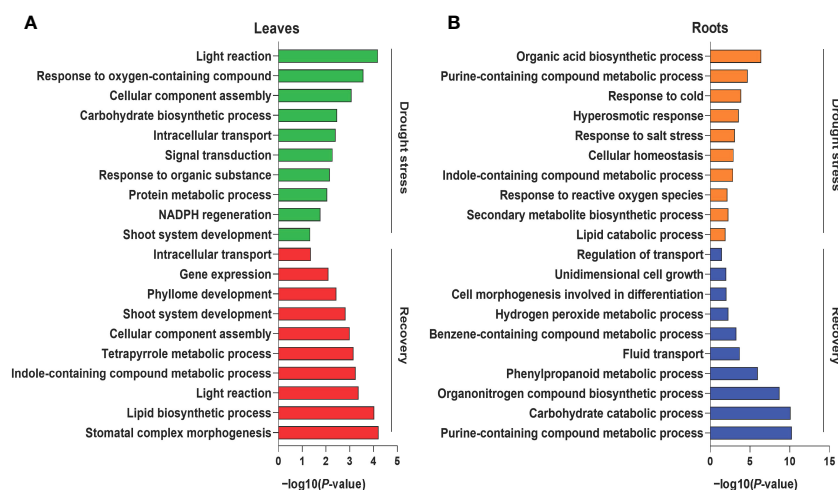 A
Leaves
Light reaction
Response to oxygen-containing compound
Cellular component assembly
Carbohydrate biosynthetic process
Intracellular transport
Signal transduction
Response to organic substance
Protein metabolic process
NADPH regeneration
Shoot system development
Drought stress
Intracellular transport
Gene expression
Phyllome development
Shoot system development
Cellular component assembly
Tetrapyrrole metabolic process
Indole-containing compound metabolic process
Light reaction
Lipid biosynthetic process
Stomatal complex morphogenesis
Recovery
0 1 2 3 4 5
−log10(P-value)
B
Roots
Organic acid biosynthetic process
Purine-containing compound metabolic process
Response to cold
Hyperosmotic response
Response to salt stress
Cellular homeostasis
Indole-containing compound metabolic process
Response to reactive oxygen species
Secondary metabolite biosynthetic process
Lipid catabolic process
Drought stress
Regulation of transport
Unidimensional cell growth
Cell morphogenesis involved in differentiation
Hydrogen peroxide metabolic process
Benzene-containing compound metabolic process
Fluid transport
Phenylpropanoid metabolic process
Organonitrogen compound biosynthetic process
Carbohydrate catabolic process
Purine-containing compound metabolic process
Recovery
0 5 10 15
−log10(P-value)